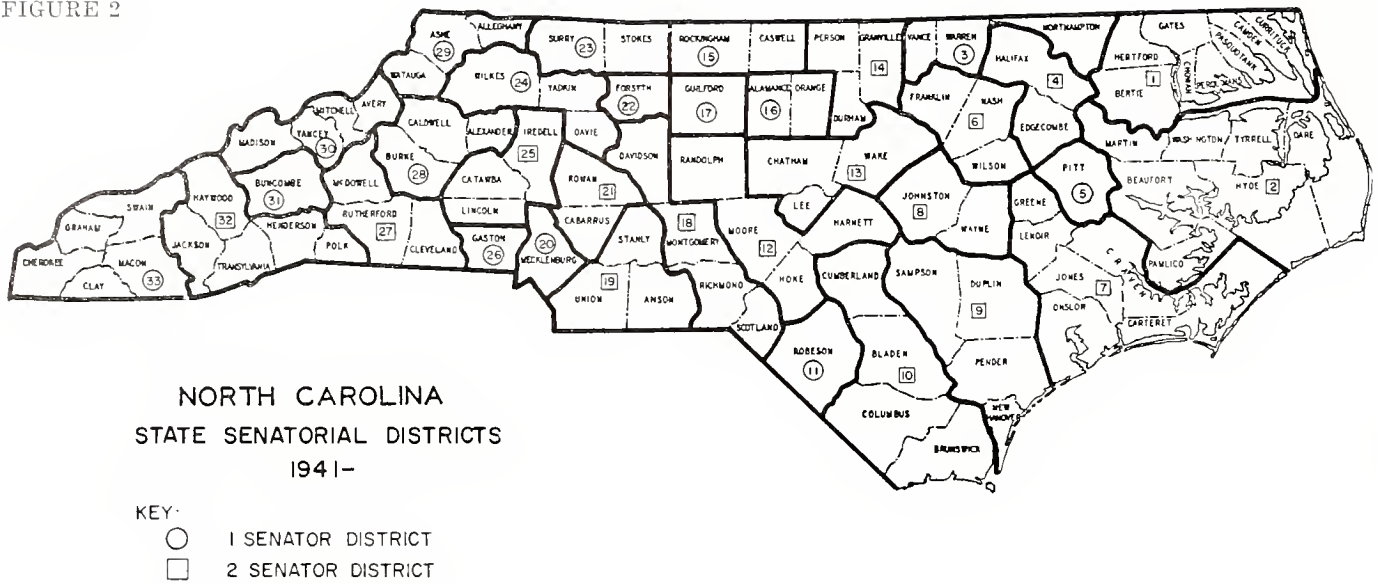 FIGURE 2
ASHE
29
ALLEGHANY
SURRY
23
STOKES
ROCKINGHAM
15
CASWELL
PERSON
GRANVILLE
14
VANCE
WARREN
3
NORTHAMPTON
HALIFAX
4
GATES
HERTFORD
1
BERTIE
CHOWAN
PERQUIMANS
PASQUOTANK
CAMDEN
CURRITUCK
WATAUGA
WILKES
24
YADKIN
FORSYTH
22
GUILFORD
17
ALAMANCE
16
ORANGE
DURHAM
FRANKLIN
NASH
6
EDGECOMBE
MARTIN
WASHINGTON
TYRRELL
DARE
MITCHELL
AVERY
YANCEY
30
MADISON
CALDWELL
ALEXANDER
IREDELL
25
DAVIE
DAVIDSON
RANDOLPH
CHATHAM
WAKE
13
WILSON
PITT
5
BEAUFORT
HYDE
2
BURKE
28
CATAWBA
ROWAN
21
BUNCOMBE
31
McDOWELL
HAYWOOD
32
SWAIN
GRAHAM
CHEROKEE
CLAY
MACON
33
JACKSON
TRANSYLVANIA
HENDERSON
POLK
RUTHERFORD
27
CLEVELAND
LINCOLN
GASTON
26
20
MECKLENBURG
CABARRUS
STANLY
18
MONTGOMERY
MOORE
12
LEE
HARNETT
JOHNSTON
8
WAYNE
GREENE
LENOIR
CRAVEN
PAMLICO
JONES
7
ONSLOW
CARTERET
19
UNION
ANSON
RICHMOND
SCOTLAND
HOKE
CUMBERLAND
SAMPSON
DUPLIN
9
PENDER
ROBESON
11
BLADEN
10
COLUMBUS
BRUNSWICK
NEW
HANOVER
NORTH CAROLINA
STATE SENATORIAL DISTRICTS
1941-
KEY:
1 SENATOR DISTRICT
2 SENATOR DISTRICT